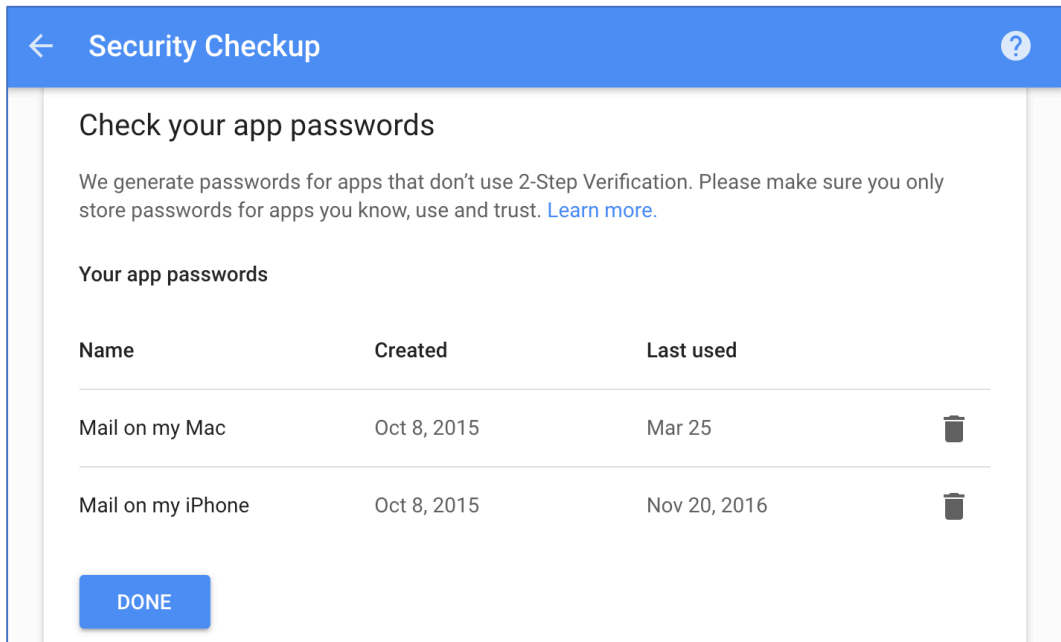 Security Checkup
?
Check your app passwords
We generate passwords for apps that don’t use 2-Step Verification. Please make sure you only
store passwords for apps you know, use and trust. Learn more.
Your app passwords
Name Created Last used
Mail on my Mac Oct 8, 2015 Mar 25
Mail on my iPhone Oct 8, 2015 Nov 20, 2016
DONE